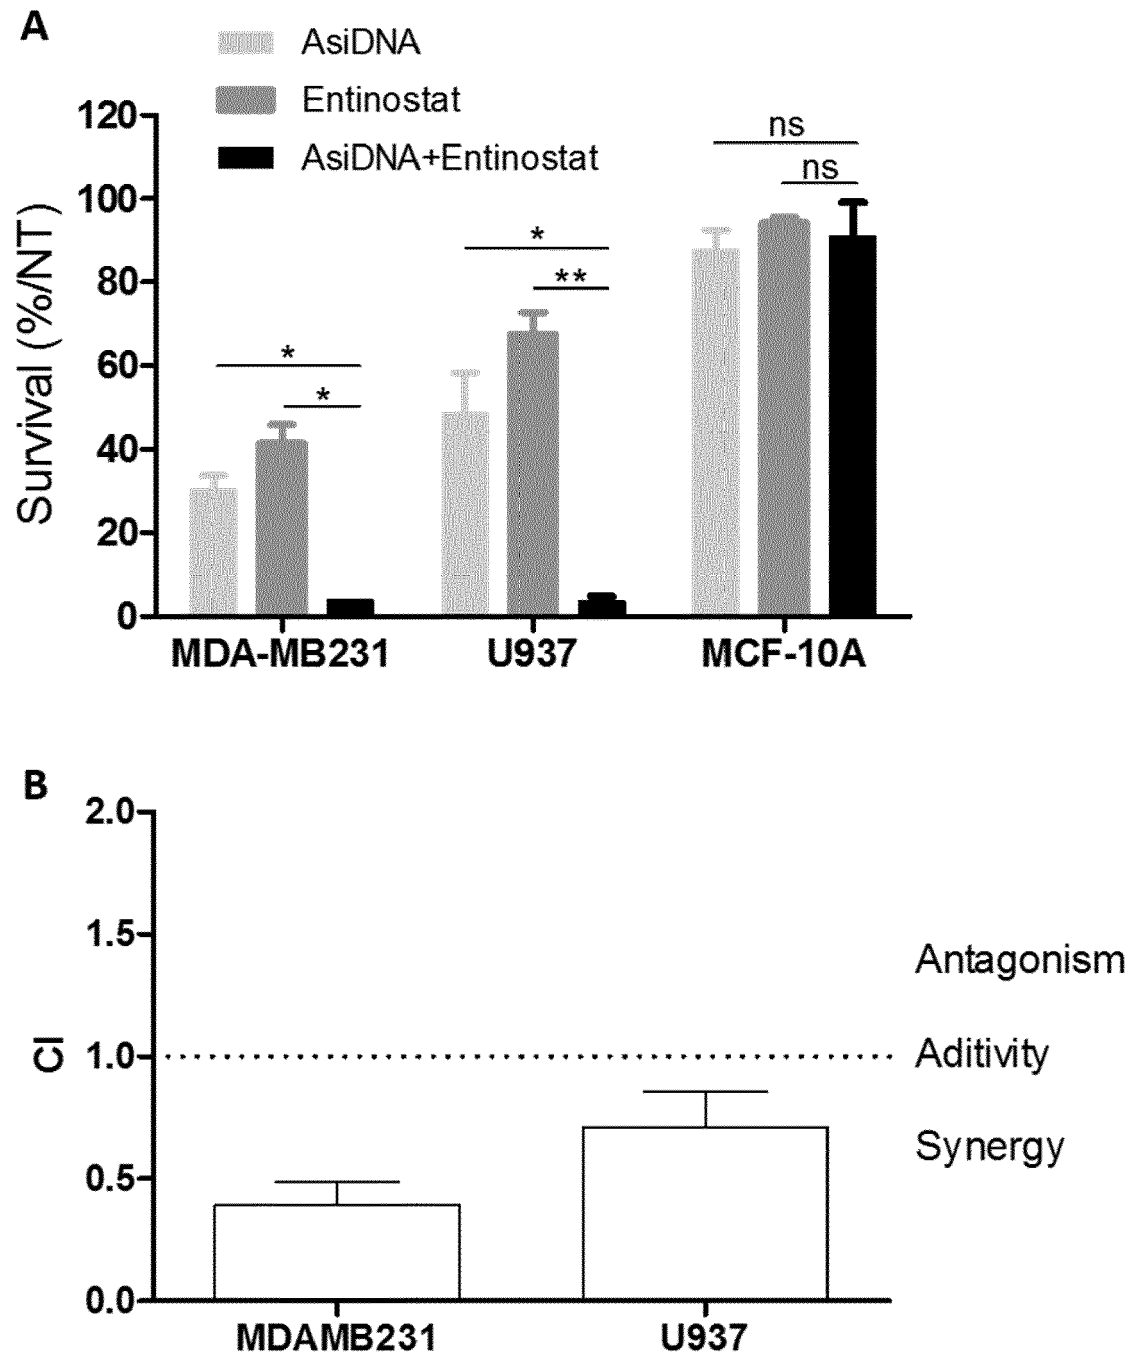 A
AsiDNA
Entinostat
AsiDNA+Entinostat
Survival (%/NT)
120
100
80
60
40
20
0
*
*
*
**
ns
ns
MDA-MB231
U937
MCF-10A
B
CI
2.0
1.5
1.0
0.5
0.0
Antagonism
Aditivity
Synergy
MDAMB231
U937